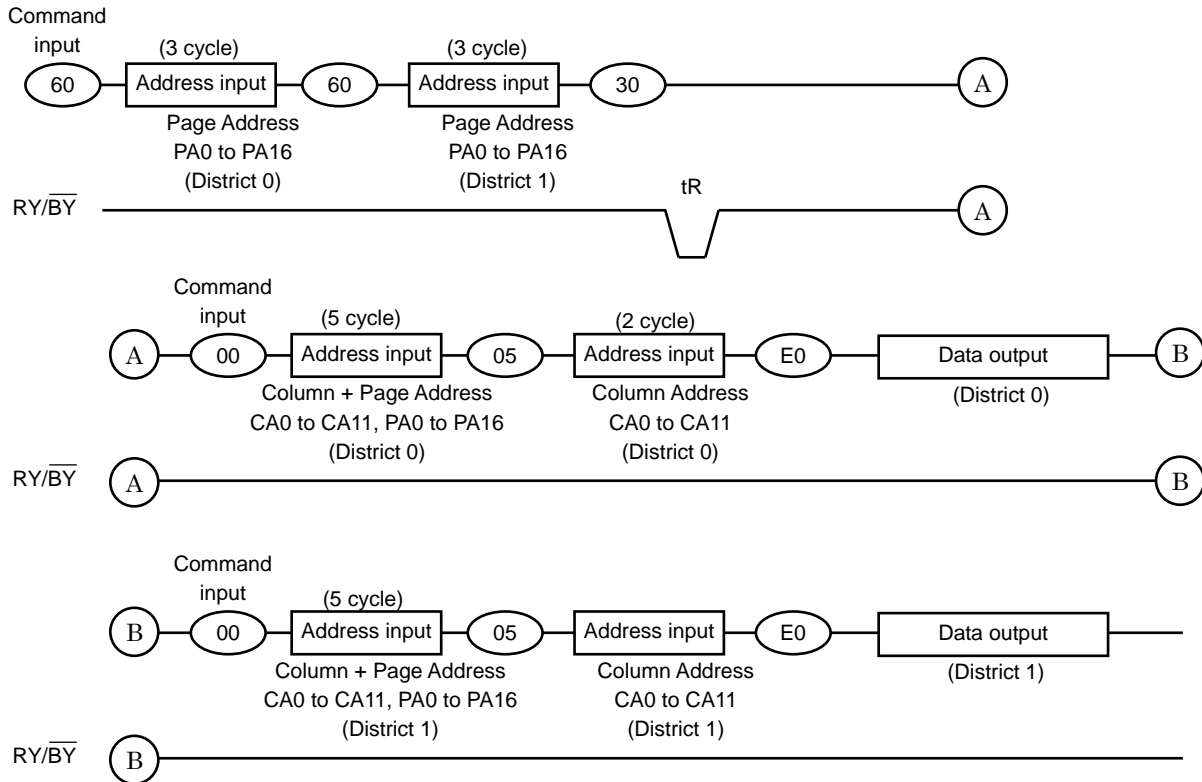 Command
input
(3 cycle) (3 cycle)
60 Address input 60 Address input 30 A
Page Address Page Address
PA0 to PA16 PA0 to PA16
(District 0) (District 1)
tR
RY/BY A
Command
input
(5 cycle) (2 cycle)
A 00 Address input 05 Address input E0 Data output B
Column + Page Address Column Address (District 0)
CA0 to CA11, PA0 to PA16 CA0 to CA11
(District 0) (District 0)
RY/BY A B
Command
input
(5 cycle)
B 00 Address input 05 Address input E0 Data output
Column + Page Address Column Address (District 1)
CA0 to CA11, PA0 to PA16 CA0 to CA11
(District 1) (District 1)
RY/BY B